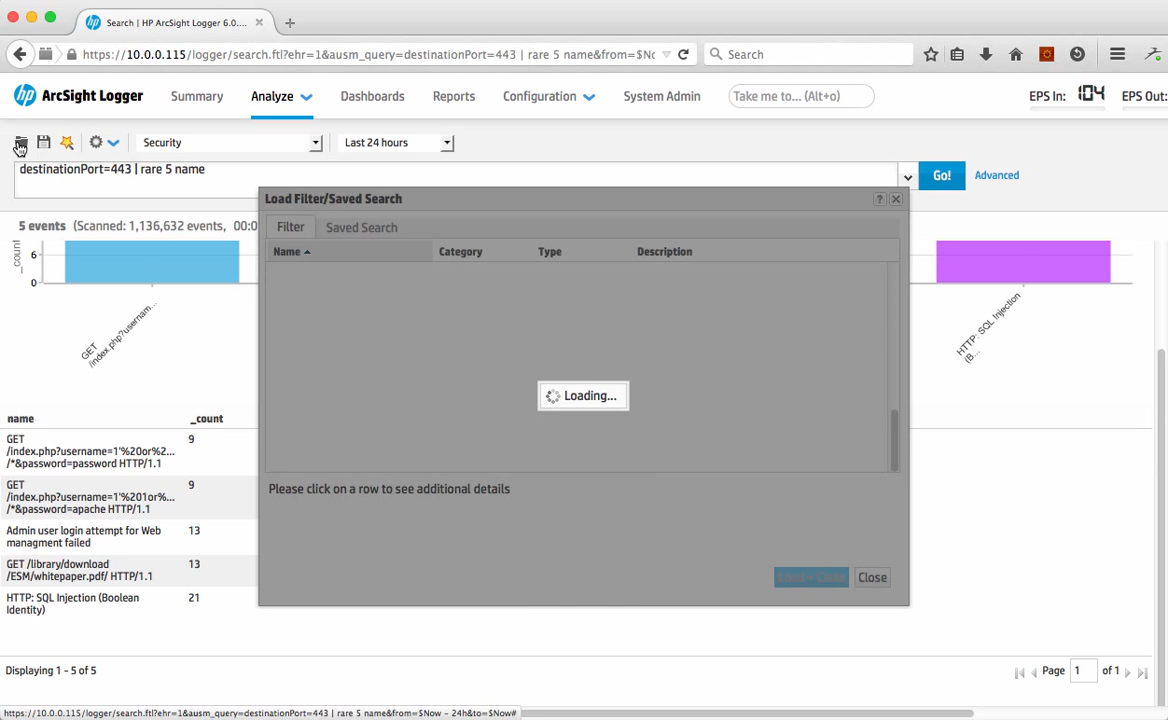 Search | HP ArcSight Logger 6.0....
https://10.0.0.115/logger/search.ftl?ehr=1&ausm_query=destinationPort=443 | rare 5 name&from=$No
Search
hp ArcSight Logger
Summary
Analyze
Dashboards
Reports
Configuration
System Admin
Take me to... (Alt+o)
EPS In: 104
EPS Out:
Security
Last 24 hours
destinationPort=443 | rare 5 name
Go!
Advanced
5 events (Scanned: 1,136,632 events, 00:0
Load Filter/Saved Search
Filter
Saved Search
Name
Category
Type
Description
Loading...
Please click on a row to see additional details
Close
_count
6
0
GET
/index.php?usernam...
HTTP: SQL Injection
(B...
name
_count
GET
/index.php?username=1'%20or%2...
/*&password=password HTTP/1.1
9
GET
/index.php?username=1'%201or%...
/*&password=apache HTTP/1.1
9
Admin user login attempt for Web
managment failed
13
GET /library/download
/ESM/whitepaper.pdf/ HTTP/1.1
13
HTTP: SQL Injection (Boolean
Identity)
21
Displaying 1 - 5 of 5
Page 1 of 1
https://10.0.0.115/logger/search.ftl?ehr=1&ausm_query=destinationPort=443 | rare 5 name&from=$Now - 24h&to=$Now#